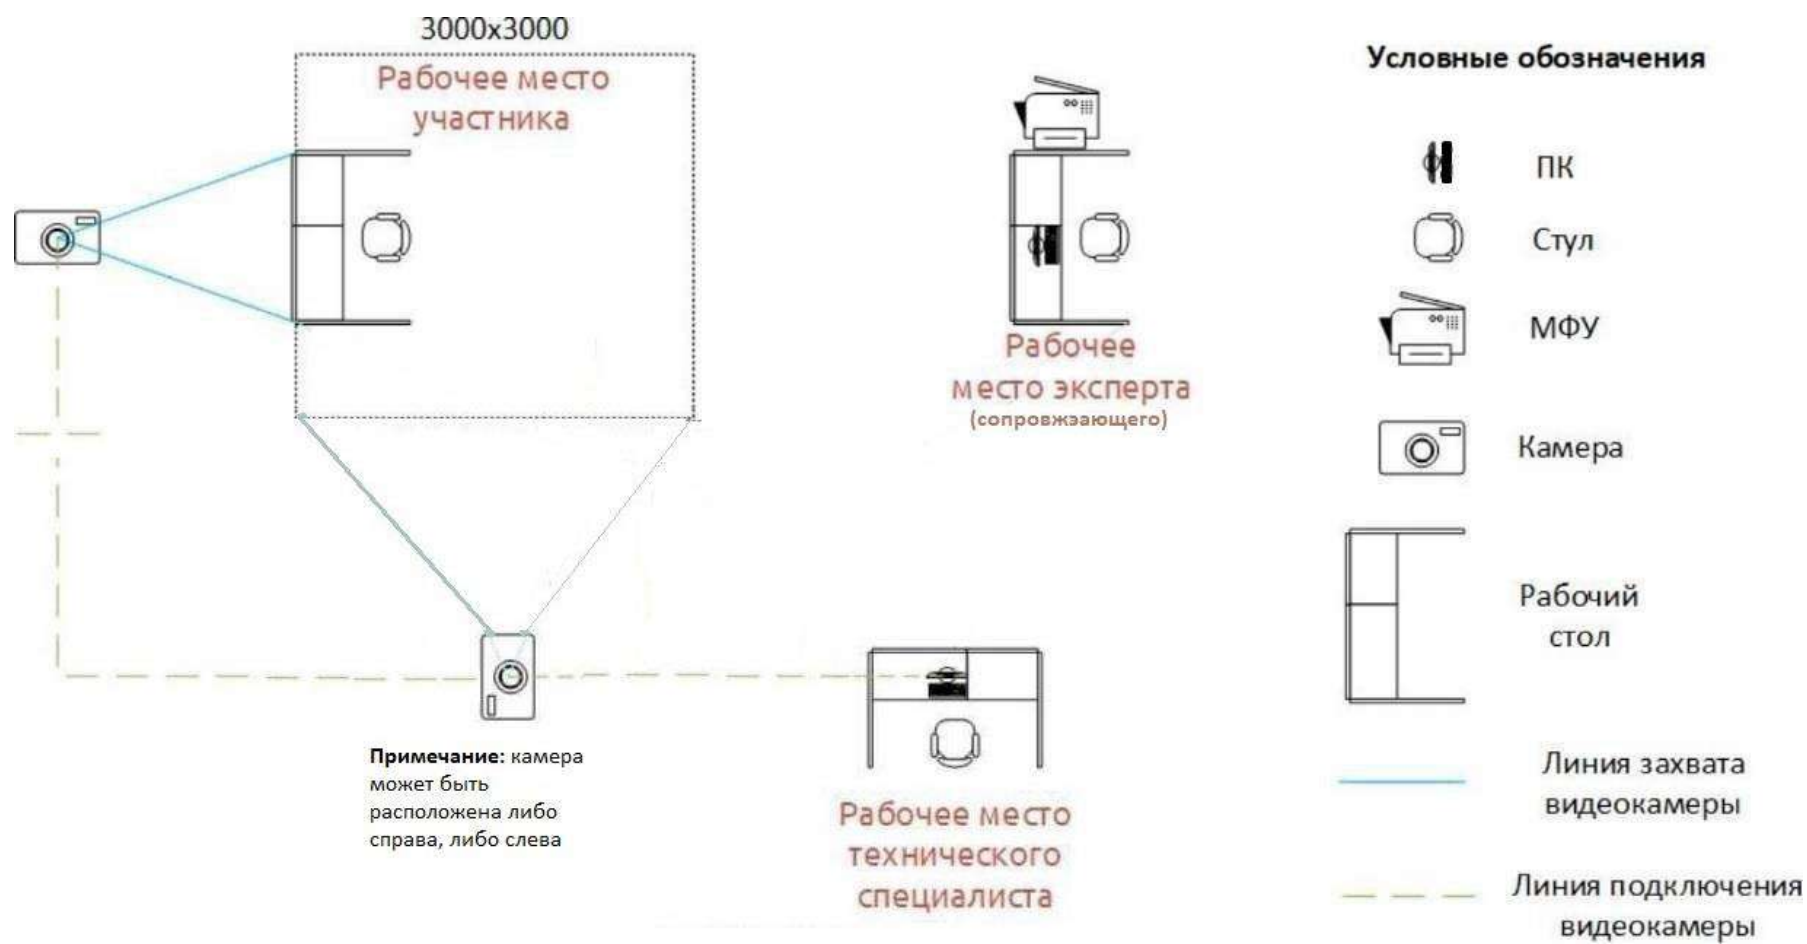 3000x3000
Рабочее место
участника
Рабочее
место эксперта
(сопровжзающего)
Примечание: камера
может быть
расположена либо
справа, либо слева
Рабочее место
технического
специалиста
Условные обозначения
ПК
Стул
МФУ
Камера
Рабочий
стол
Линия захвата
видеокамеры
Линия подключения
видеокамеры